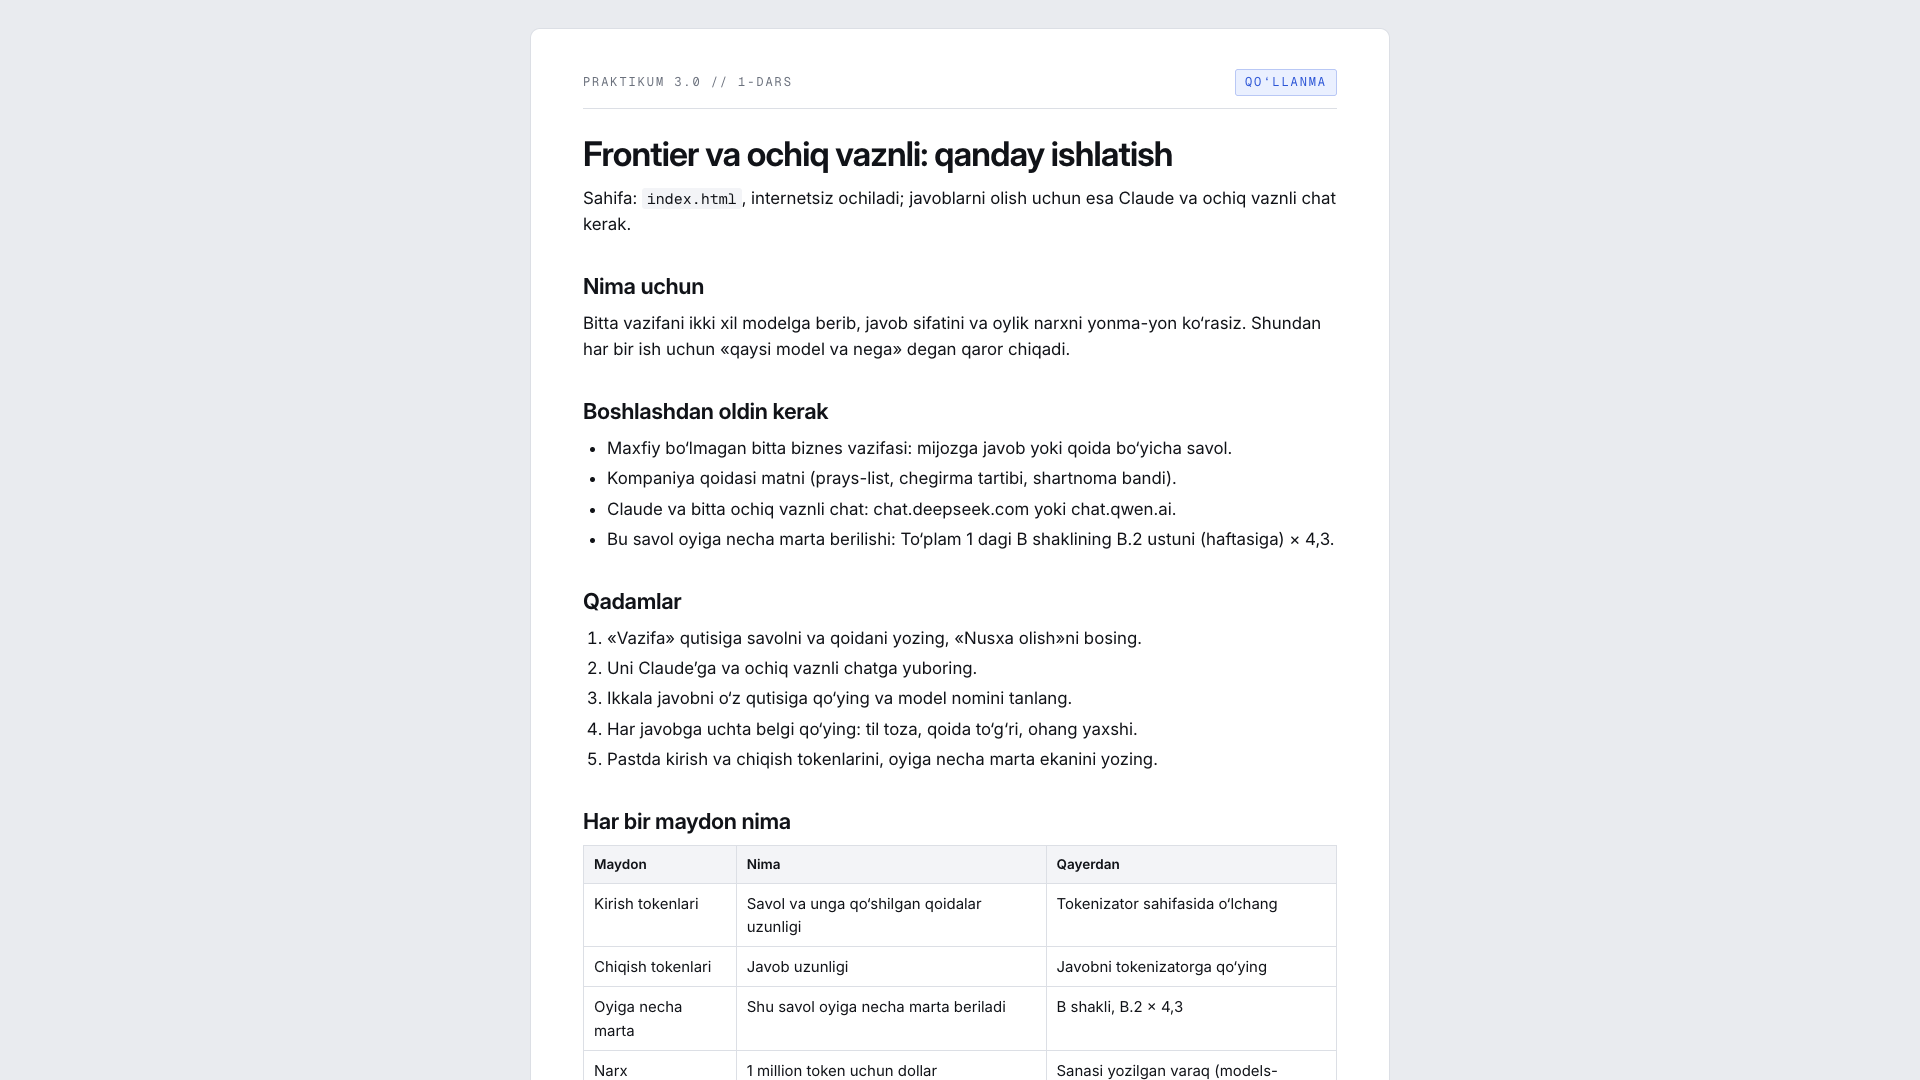 PRAKTIKUM 3.0 // 1-DARS
QO‘LLANMA
Frontier va ochiq vaznli: qanday ishlatish
Sahifa: index.html, internetsiz ochiladi; javoblarni olish uchun esa Claude va ochiq vaznli chat
kerak.
Nima uchun
Bitta vazifani ikki xil modelga berib, javob sifatini va oylik narxni yonma-yon ko‘rasiz. Shundan
har bir ish uchun «qaysi model va nega» degan qaror chiqadi.
Boshlashdan oldin kerak
• Maxfiy bo‘lmagan bitta biznes vazifasi: mijozga javob yoki qoida bo‘yicha savol.
• Kompaniya qoidasi matni (prays-list, chegirma tartibi, shartnoma bandi).
• Claude va bitta ochiq vaznli chat: chat.deepseek.com yoki chat.qwen.ai.
• Bu savol oyiga necha marta berilishi: To‘plam 1 dagi B shaklining B.2 ustuni (haftasiga) × 4,3.
Qadamlar
1. «Vazifa» qutisiga savolni va qoidani yozing, «Nusxa olish»ni bosing.
2. Uni Claude’ga va ochiq vaznli chatga yuboring.
3. Ikkala javobni o‘z qutisiga qo‘ying va model nomini tanlang.
4. Har javobga uchta belgi qo‘ying: til toza, qoida to‘g‘ri, ohang yaxshi.
5. Pastda kirish va chiqish tokenlarini, oyiga necha marta ekanini yozing.
Har bir maydon nima
Maydon Nima Qayerdan
Kirish tokenlari Savol va unga qo‘shilgan qoidalar Tokenizator sahifasida o‘lchang
uzunligi
Chiqish tokenlari Javob uzunligi Javobni tokenizatorga qo‘ying
Oyiga necha Shu savol oyiga necha marta beriladi B shakli, B.2 × 4,3
marta
Narx 1 million token uchun dollar Sanasi yozilgan varaq (models-